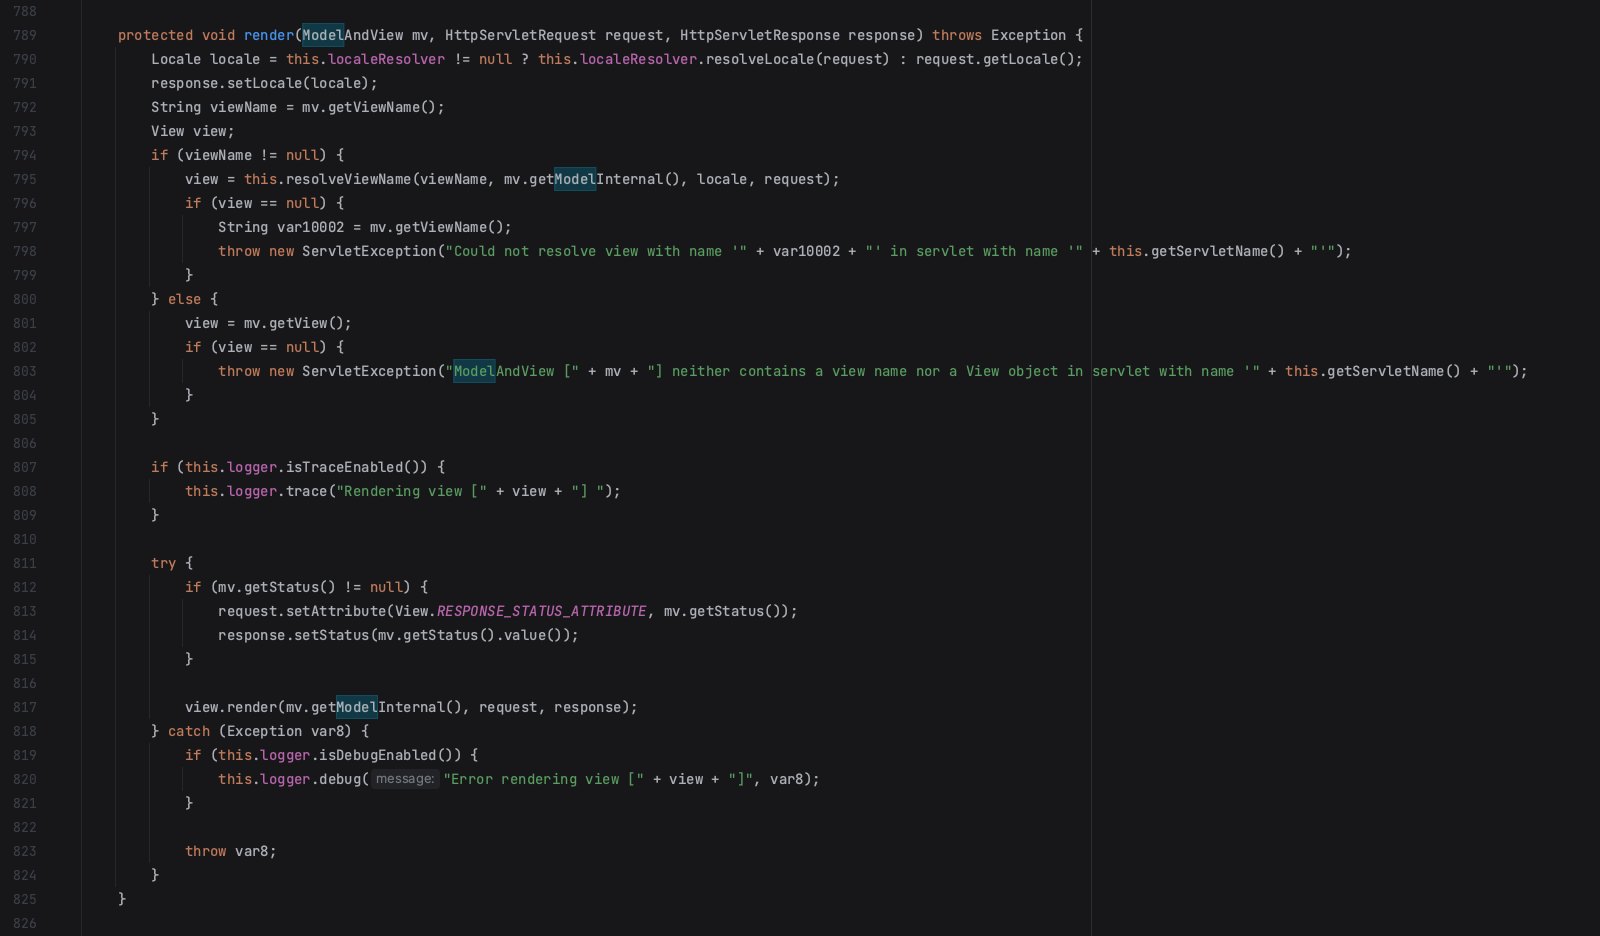 788
789 protected void render(ModelAndView mv, HttpServletRequest request, HttpServletResponse response) throws Exception {
790 Locale locale = this.localeResolver != null ? this.localeResolver.resolveLocale(request) : request.getLocale();
791 response.setLocale(locale);
792 String viewName = mv.getViewName();
793 View view;
794 if (viewName != null) {
795 view = this.resolveViewName(viewName, mv.getModelInternal(), locale, request);
796 if (view == null) {
797 String var10002 = mv.getViewName();
798 throw new ServletException("Could not resolve view with name '" + var10002 + "' in servlet with name '" + this.getServletName() + "'");
799 }
800 } else {
801 view = mv.getView();
802 if (view == null) {
803 throw new ServletException("ModelAndView [" + mv + "] neither contains a view name nor a View object in servlet with name '" + this.getServletName() + "'");
804 }
805 }
806
807 if (this.logger.isTraceEnabled()) {
808 this.logger.trace("Rendering view [" + view + "] ");
809 }
810
811 try {
812 if (mv.getStatus() != null) {
813 request.setAttribute(View.RESPONSE_STATUS_ATTRIBUTE, mv.getStatus());
814 response.setStatus(mv.getStatus().value());
815 }
816
817 view.render(mv.getModelInternal(), request, response);
818 } catch (Exception var8) {
819 if (this.logger.isDebugEnabled()) {
820 this.logger.debug( message: "Error rendering view [" + view + "]", var8);
821 }
822
823 throw var8;
824 }
825 }
826